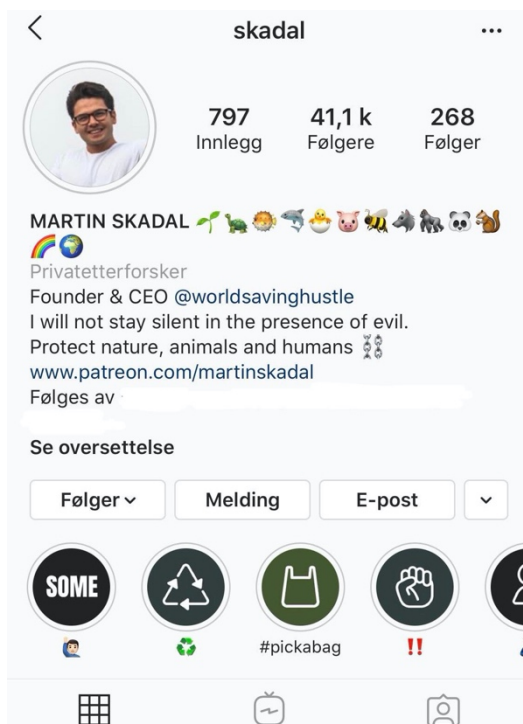 skadal
797 41,1 k 268
Innlegg Følgere Følger
MARTIN SKADAL
Privatetterforsker
Founder & CEO @worldsavinghustle
I will not stay silent in the presence of evil.
Protect nature, animals and humans
www.patreon.com/martinskadal
Følges av
Se oversettelse
Følger Melding E-post
SOME
#pickabag